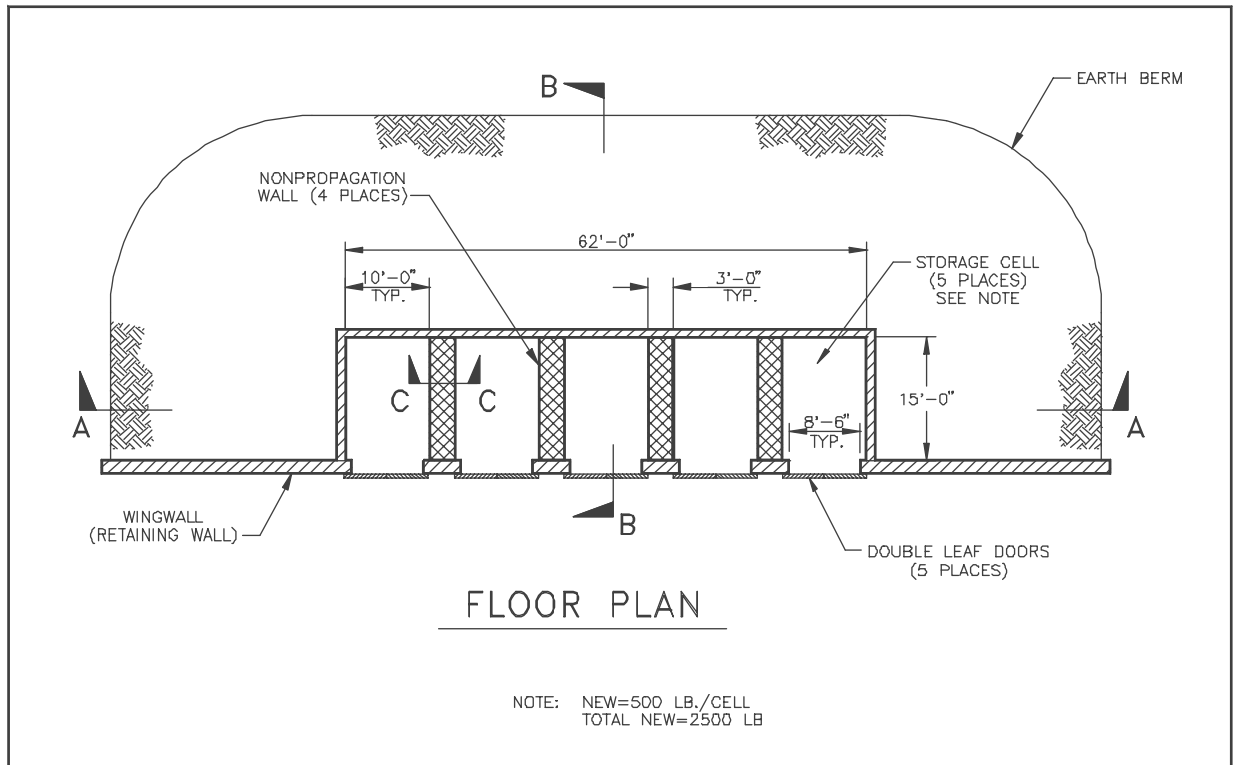 B
EARTH BERM
NONPROPAGATION
WALL (4 PLACES)
62'-0"
10'-0"
TYP.
3'-0"
TYP.
STORAGE CELL
(5 PLACES)
SEE NOTE
C
C
15'-0"
A
A
8'-6"
TYP.
WINGWALL
(RETAINING WALL)
B
DOUBLE LEAF DOORS
(5 PLACES)
FLOOR PLAN
NOTE: NEW=500 LB./CELL
TOTAL NEW=2500 LB